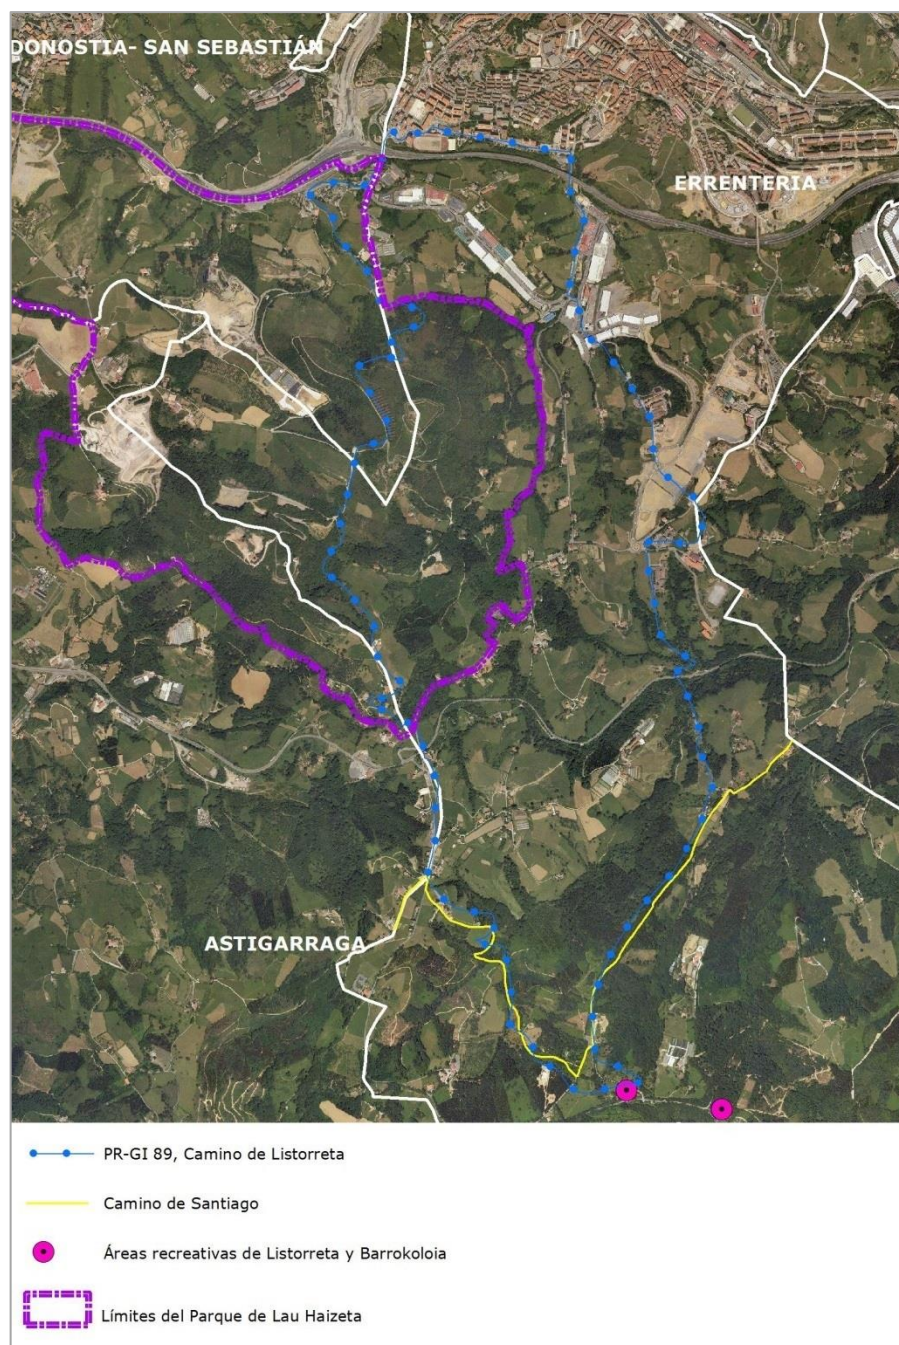 DONOSTIA- SAN SEBASTIÁN
ERRENTERIA
ASTIGARRAGA
PR-GI 89, Camino de Listorreta
Camino de Santiago
Áreas recreativas de Listorreta y Barrokoloia
Límites del Parque de Lau Haizeta